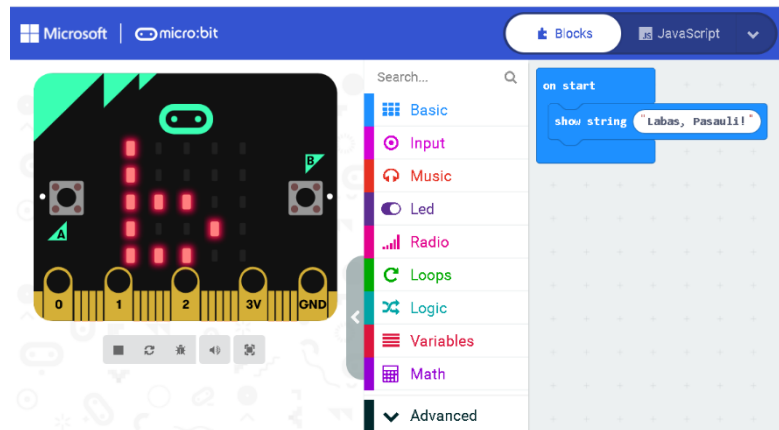 Microsoft micro:bit
Blocks JS JavaScript
B
A
0 1 2 3V GND
b
Search...
Basic
Input
Music
Led
Radio
Loops
Logic
Variables
Math
Advanced
on start
show string "Labas, Pasauli!"